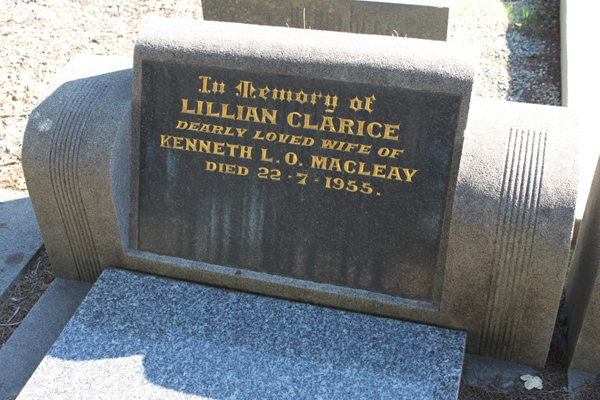 In Memory of
LILLIAN CLARICE
DEARLY LOVED WIFE OF
KENNETH L. O. MACLEAY
DIED 22-7-1955.